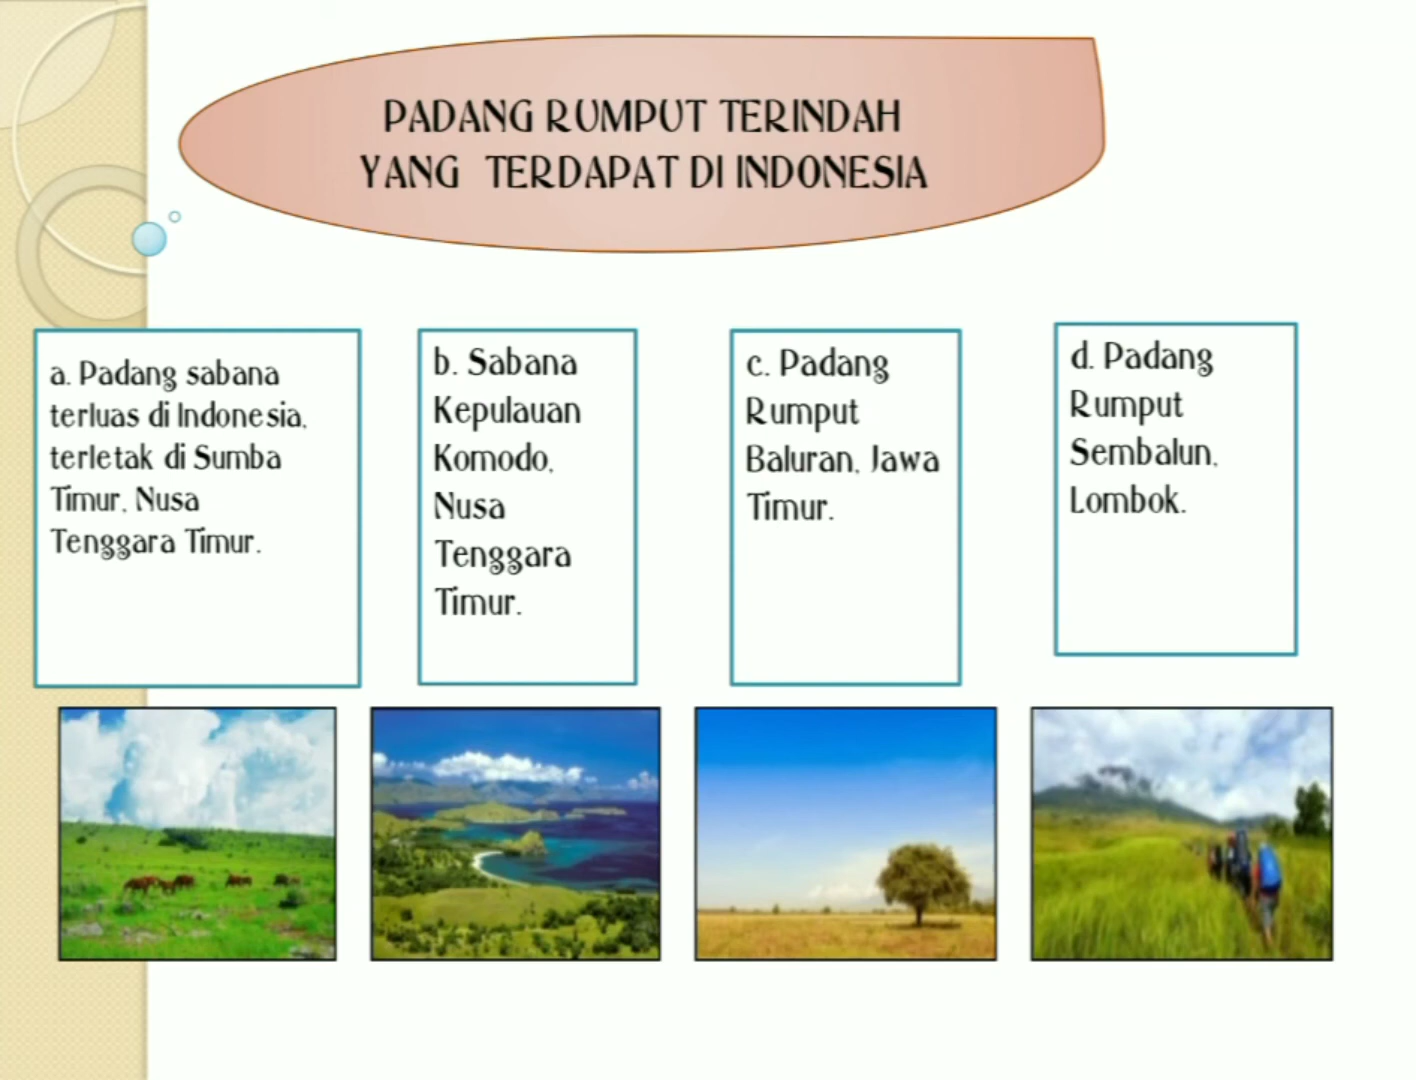 PADANG RUMPUT TERINDAH
YANG TERDAPAT DI INDONESIA
a. Padang sabana
terluas di Indonesia,
terletak di Sumba
Timur, Nusa
Tenggara Timur.
b. Sabana
Kepulauan
Komodo,
Nusa
Tenggara
Timur.
c. Padang
Rumput
Baluran, Jawa
Timur.
d. Padang
Rumput
Sembalun,
Lombok.